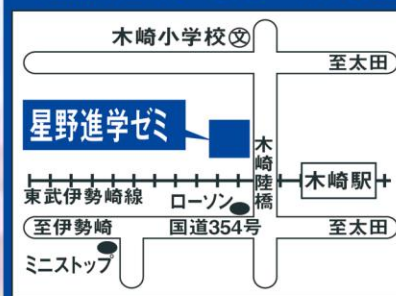 木崎小学校文
至太田
星野進学ゼミ
木崎陸橋
木崎駅
東武伊勢崎線
ローソン
至伊勢崎
国道354号
至太田
ミニストップ